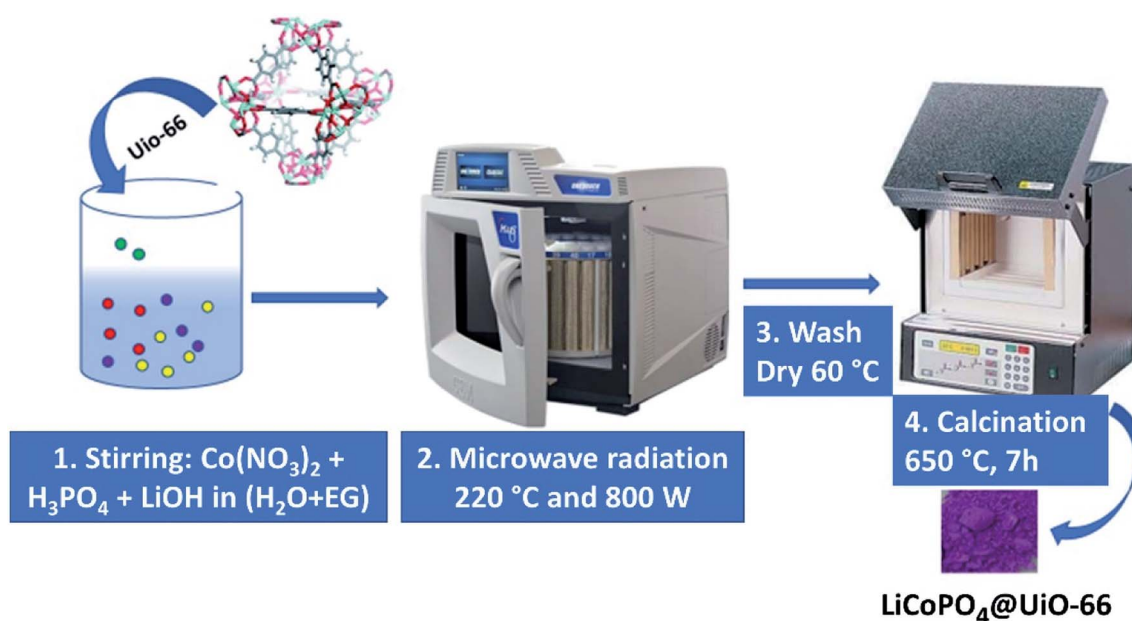 Uio-66
1. Stirring: Co(NO₃)₂ +
H₃PO₄ + LiOH in (H₂O+EG)
2. Microwave radiation
220 °C and 800 W
3. Wash
Dry 60 °C
4. Calcination
650 °C, 7h
LiCoPO₄@UiO-66